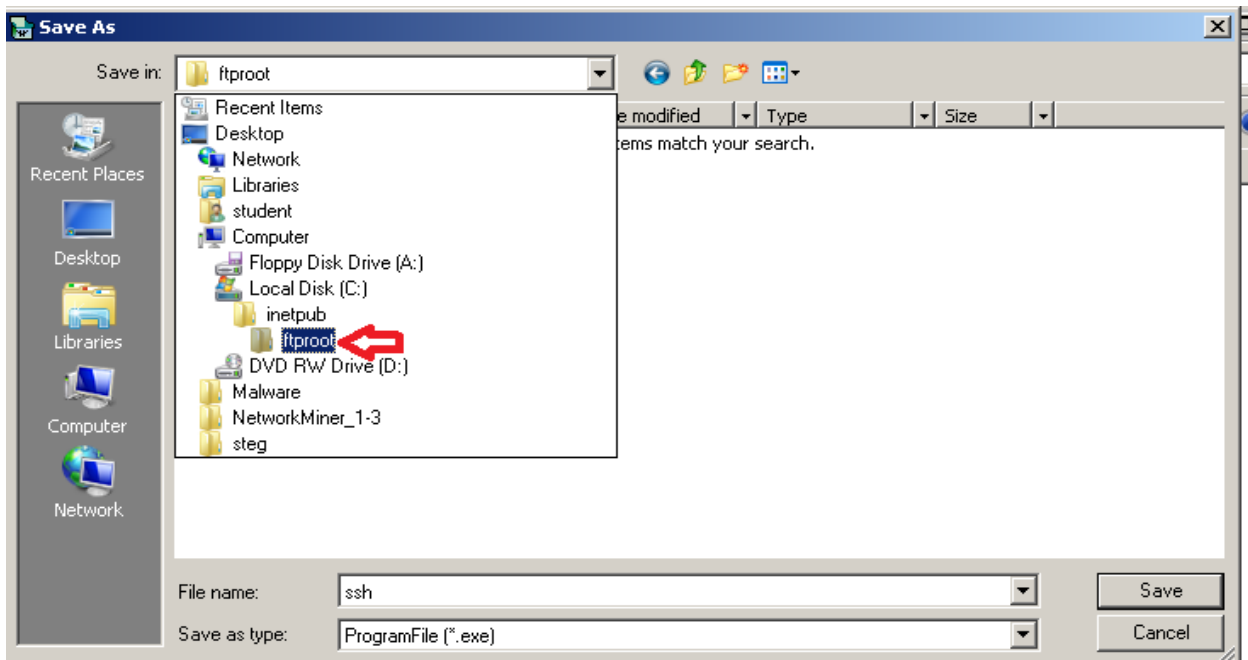 Save As
Save in:
ftproot
Recent Items
Desktop
Network
Libraries
student
Computer
Floppy Disk Drive (A:)
Local Disk (C:)
inetpub
ftproot
DVD RW Drive (D:)
Malware
NetworkMiner_1-3
steg
e modified
Type
Size
tems match your search.
Recent Places
Desktop
Libraries
Computer
Network
File name:
ssh
Save
Save as type:
ProgramFile (*.exe)
Cancel